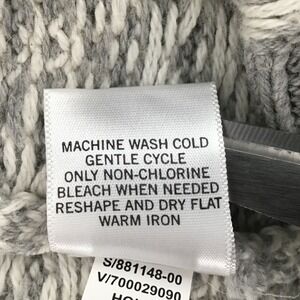 MACHINE WASH COLD
GENTLE CYCLE
ONLY NON-CHLORINE
BLEACH WHEN NEEDED
RESHAPE AND DRY FLAT
WARM IRON
S/881148-00
V/700029090